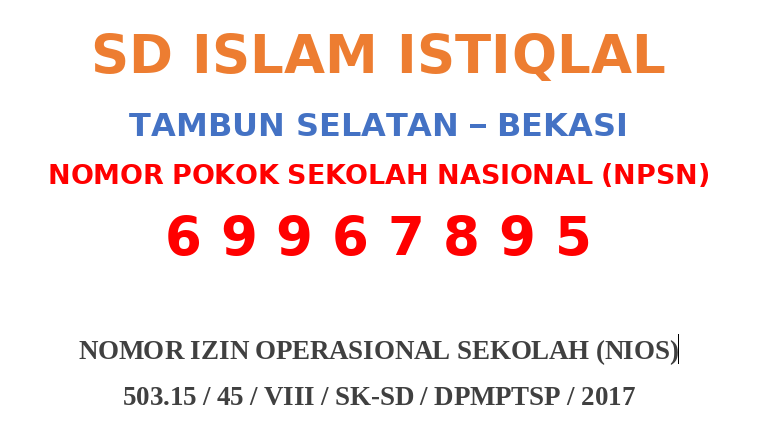 SD ISLAM ISTIQLAL
TAMBUN SELATAN – BEKASI
NOMOR POKOK SEKOLAH NASIONAL (NPSN)
6 9 9 6 7 8 9 5
NOMOR IZIN OPERASIONAL SEKOLAH (NIOS)
503.15 / 45 / VIII / SK-SD / DPMPTSP / 2017